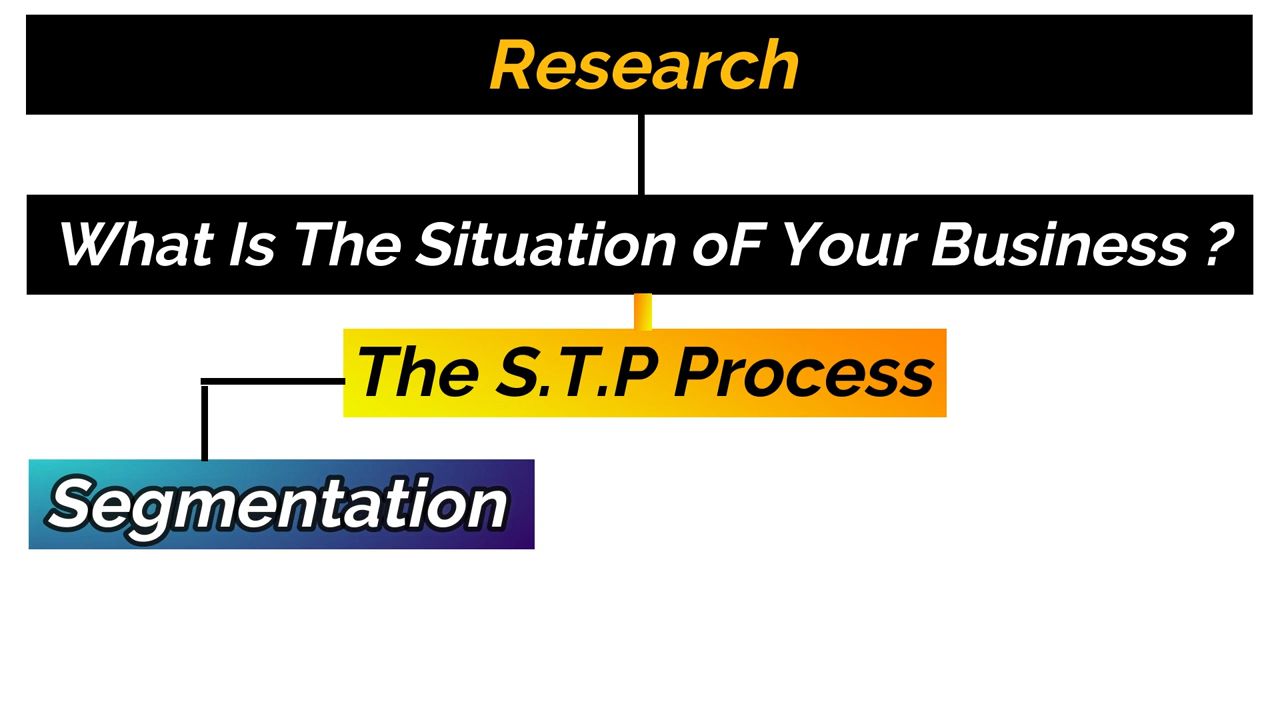 Research
What Is The Situation oF Your Business ?
The S.T.P Process
Segmentation